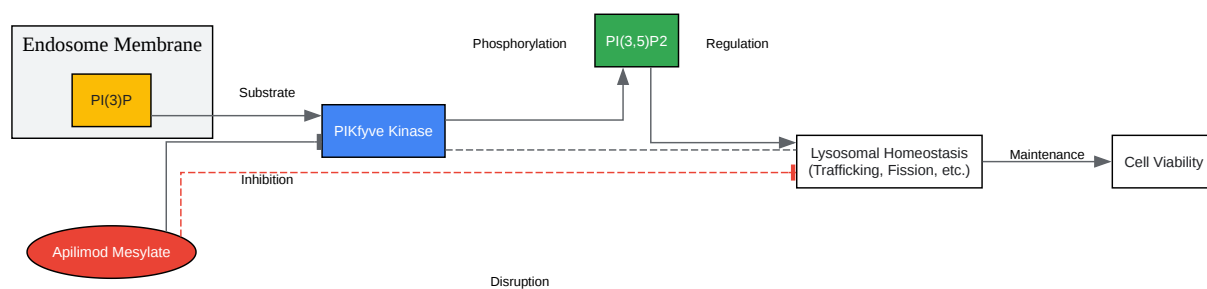 Endosome Membrane
PI(3)P
Substrate
PIKfyve Kinase
Phosphorylation
PI(3,5)P2
Regulation
Lysosomal Homeostasis
(Trafficking, Fission, etc.)
Maintenance
Cell Viability
Inhibition
Apilimod Mesylate
Disruption